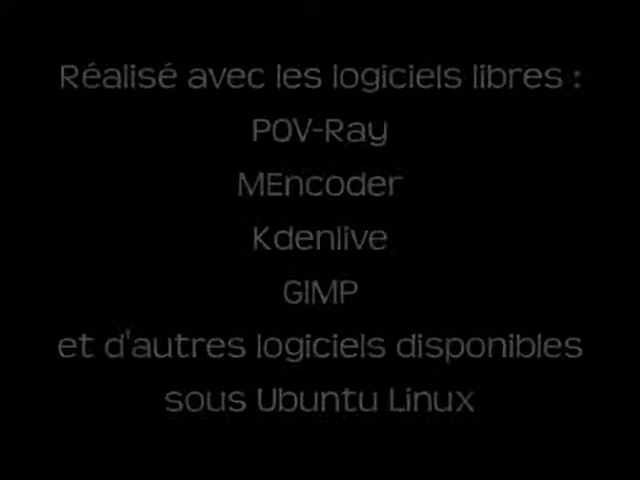 Réalisé avec les logiciels libres :
POV-Ray
MEncoder
Kdenlive
GIMP
et d'autres logiciels disponibles
sous Ubuntu Linux